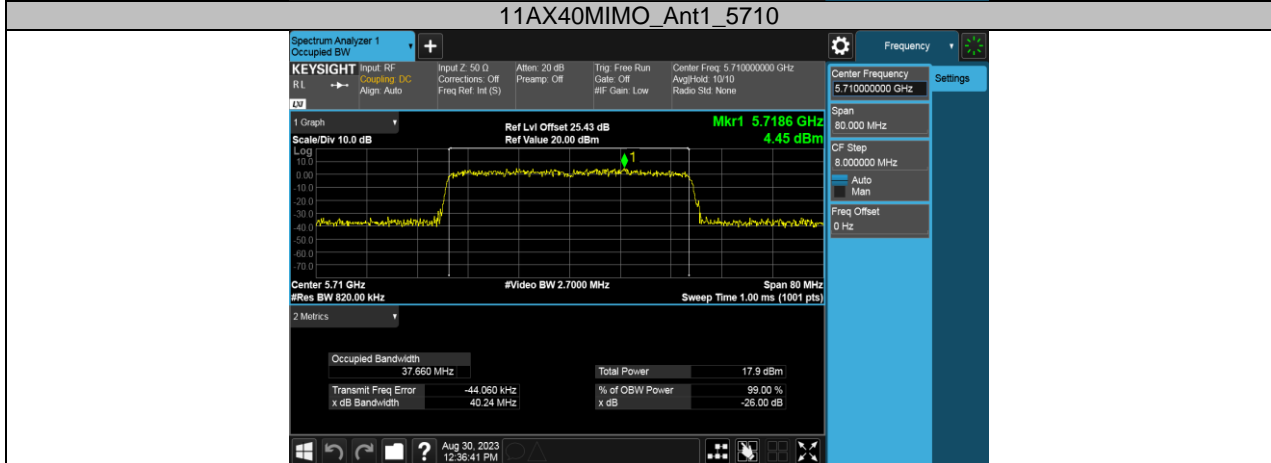 11AX40MIMO_Ant1_5710
Spectrum Analyzer 1
Occupied BW
+
Frequency
KEYSIGHT
RL
LXI
Input: RF
Coupling: DC
Align: Auto
Input Z: 50 Ω
Corrections: Off
Freq Ref: Int (S)
Atten: 20 dB
Preamp: Off
Trig: Free Run
Gate: Off
#IF Gain: Low
Center Freq: 5.710000000 GHz
Avg|Hold: 10/10
Radio Std: None
Center Frequency
5.710000000 GHz
Settings
Span
80.000 MHz
CF Step
8.000000 MHz
Auto
Man
Freq Offset
0 Hz
1 Graph
Scale/Div 10.0 dB
Ref Lvl Offset 25.43 dB
Ref Value 20.00 dBm
Mkr1 5.7186 GHz
4.45 dBm
Log
10.0
0.00
-10.0
-20.0
-30.0
-40.0
-50.0
-60.0
-70.0
1
Center 5.71 GHz
#Res BW 820.00 kHz
#Video BW 2.7000 MHz
Span 80 MHz
Sweep Time 1.00 ms (1001 pts)
2 Metrics
Occupied Bandwidth
37.660 MHz
Total Power 17.9 dBm
Transmit Freq Error -44.060 kHz
% of OBW Power 99.00 %
x dB Bandwidth 40.24 MHz
x dB -26.00 dB
?
Aug 30, 2023
12:36:41 PM